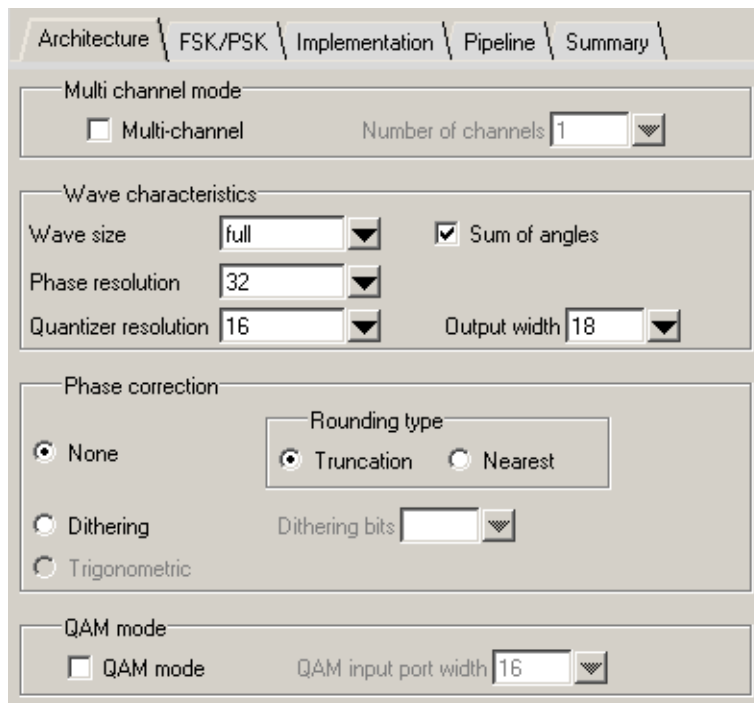 Architecture FSK/PSK Implementation Pipeline Summary
Multi channel mode
Multi-channel Number of channels 1
Wave characteristics
Wave size full Sum of angles
Phase resolution 32
Quantizer resolution 16 Output width 18
Phase correction
Rounding type
None Truncation Nearest
Dithering Dithering bits
Trigonometric
QAM mode
QAM mode QAM input port width 16